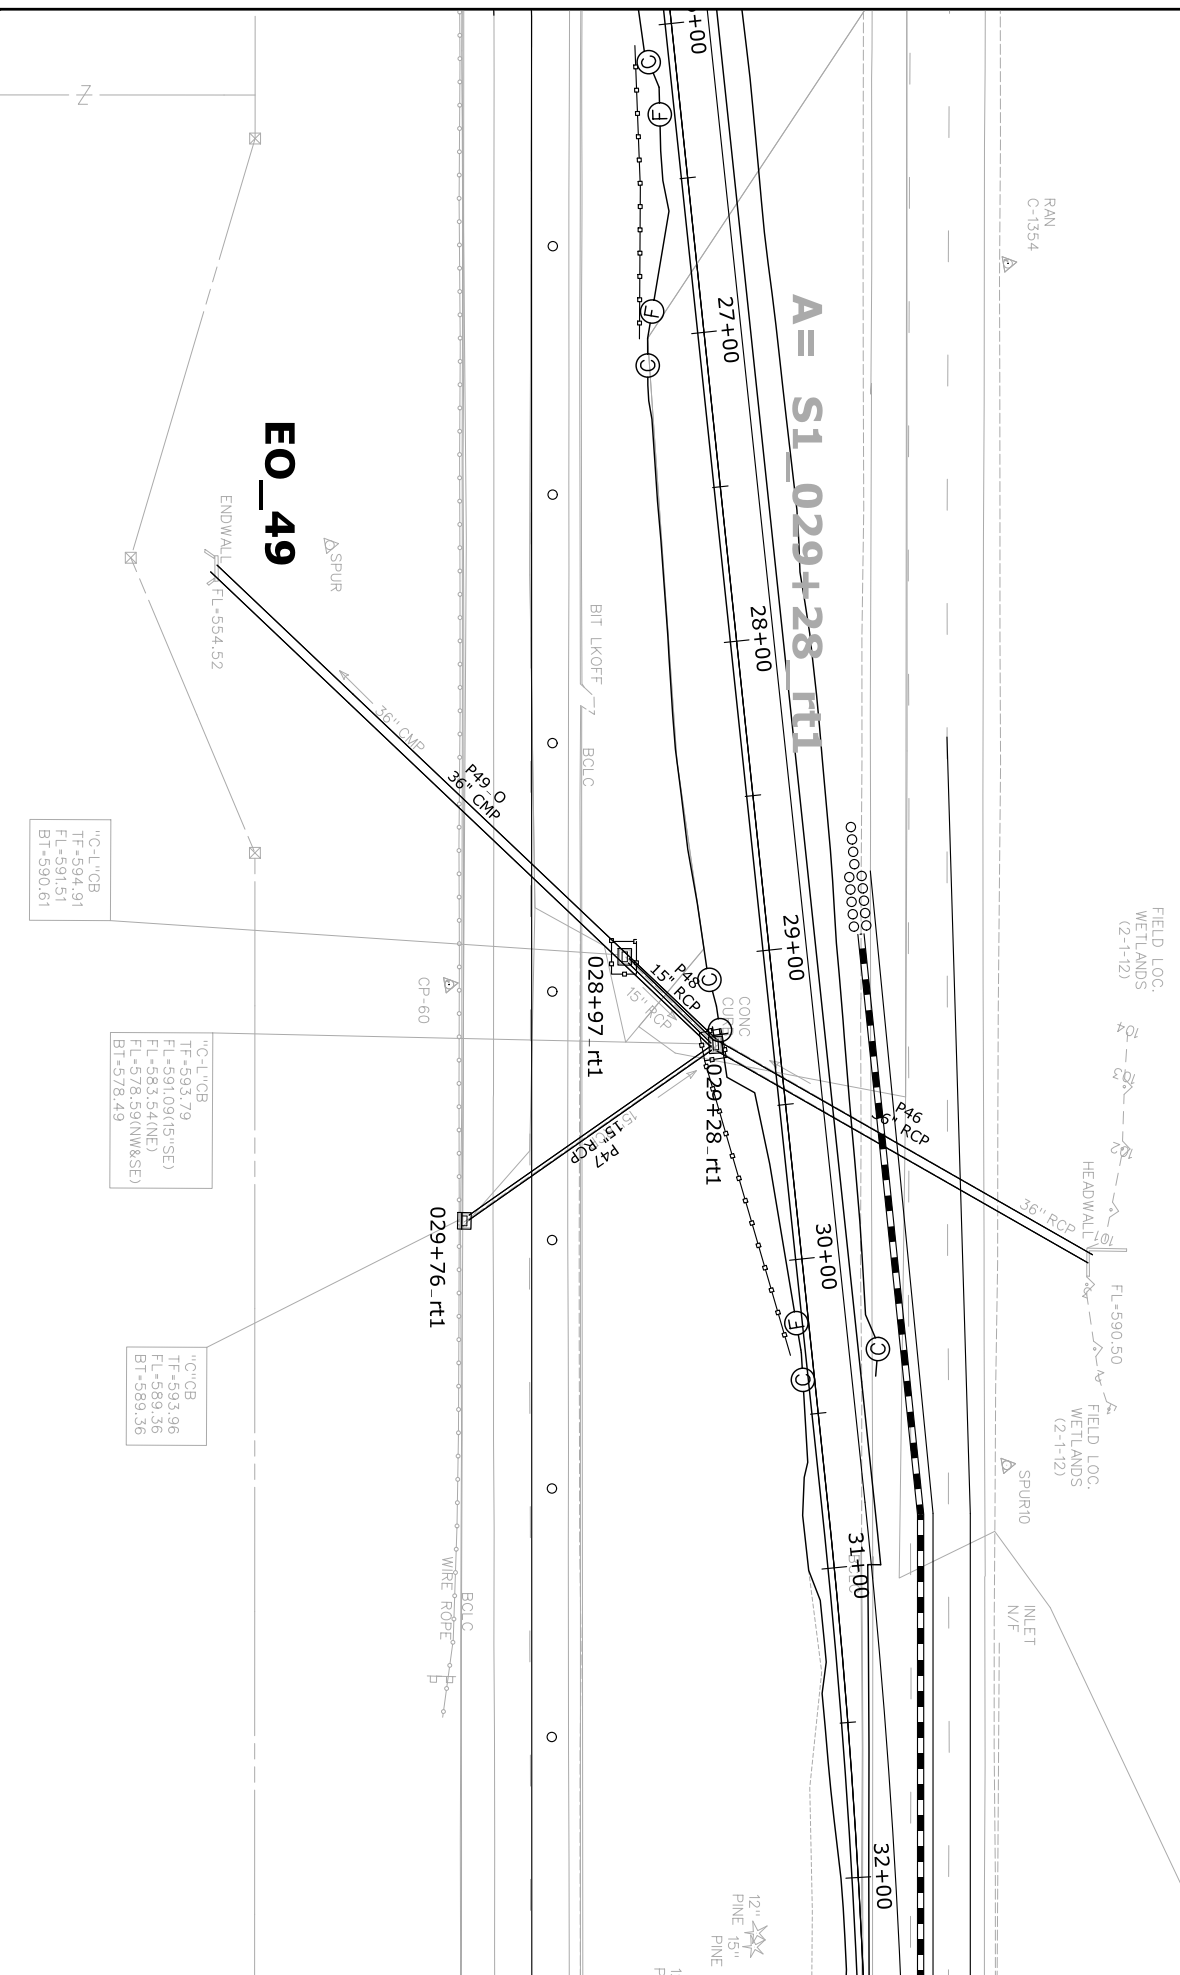 +00
27+00
28+00
29+00
30+00
31+00
32+00
A= S1_029+28_rt1
EO_49
RAN
C-1354
C
F
F
C
C
F
C
C
ENDWALL
FL=554.52
SPUR
36" CMP
P49_O
36" CMP
BIT LKOFF
BCLC
028+97_rt1
P48
15" RCP
15" RCP
CONC
029+28_rt1
P47
15" RCP
029+76_rt1
P46
36" RCP
36" RCP
HEADWALL
FL=590.50
FIELD LOC.
WETLANDS
(2-1-12)
104
103
102
101
FIELD LOC.
WETLANDS
(2-1-12)
SPUR10
INLET
N/F
CP-60
"C-L"CB
TF=594.91
FL=591.51
BT=590.61
"C-L"CB
TF=593.79
FL=591.09(15"SE)
FL=583.54(NE)
FL=578.59(NW&SE)
BT=578.49
"C"CB
TF=593.96
FL=589.36
BT=589.36
WIRE ROPE
BCLC
12"
PINE
15"
PINE